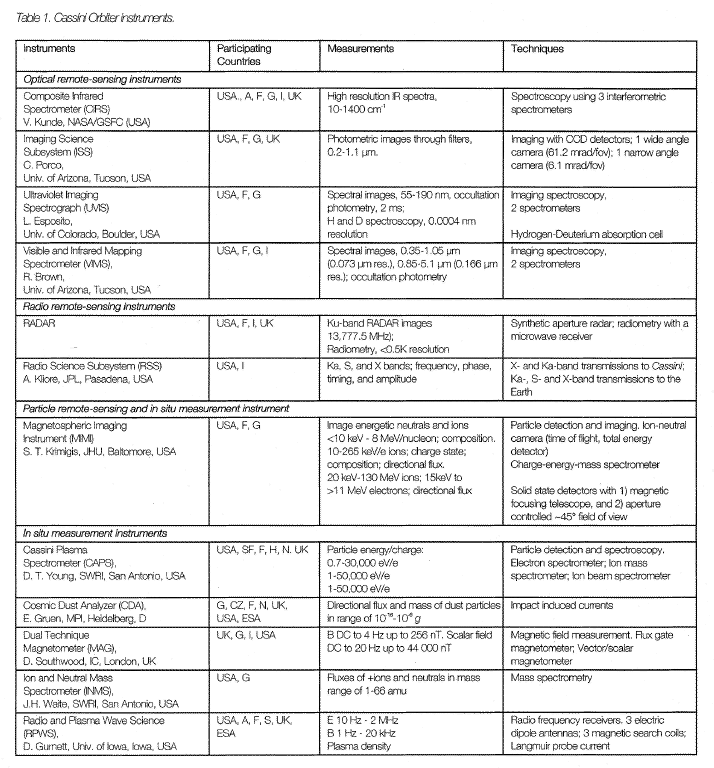 Table 1. Cassini Orbiter instruments.
Instruments
Participating
Countries
Measurements
Techniques
Optical remote-sensing instruments
Composite Infrared
Spectrometer (CIRS)
V. Kunde, NASA/GSFC (USA)
USA., A, F, G, I, UK
High resolution IR spectra,
10-1400 cm⁻¹
Spectroscopy using 3 interferometric
spectrometers
Imaging Science
Subsystem (ISS)
C. Porco,
Univ. of Arizona, Tucson, USA
USA, F, G, UK
Photometric images through filters,
0.2-1.1 μm.
Imaging with CCD detectors; 1 wide angle
camera (61.2 mrad/fov); 1 narrow angle
camera (6.1 mrad/fov)
Ultraviolet Imaging
Spectrograph (UVIS)
L. Esposito,
Univ. of Colorado, Boulder, USA
USA, F, G
Spectral images, 55-190 nm, occultation
photometry, 2 ms;
H and D spectroscopy, 0.0004 nm
resolution
Imaging spectroscopy,
2 spectrometers
Hydrogen-Deuterium absorption cell
Visible and Infrared Mapping
Spectrometer (VIMS),
R. Brown,
Univ. of Arizona, Tucson, USA
USA, F, G, I
Spectral images, 0.35-1.05 μm
(0.073 μm res.), 0.85-5.1 μm (0.166 μm
res.); occultation photometry
Imaging spectroscopy,
2 spectrometers
Radio remote-sensing instruments
RADAR
USA, F, I, UK
Ku-band RADAR images
13,777.5 MHz);
Radiometry, <0.5K resolution
Synthetic aperture radar; radiometry with a
microwave receiver
Radio Science Subsystem (RSS)
A. Kliore, JPL, Pasadena, USA
USA, I
Ka, S, and X bands; frequency, phase,
timing, and amplitude
X- and Ka-band transmissions to Cassini;
Ka-, S- and X-band transmissions to the
Earth
Particle remote-sensing and in situ measurement instrument
Magnetospheric Imaging
Instrument (MIMI)
S. T. Krimigis, JHU, Baltomore, USA
USA, F, G
Image energetic neutrals and ions
<10 keV - 8 MeV/nucleon; composition.
10-265 keV/e ions; charge state;
composition; directional flux.
20 keV-130 MeV ions; 15keV to
>11 MeV electrons; directional flux
Particle detection and imaging. Ion-neutral
camera (time of flight, total energy
detector)
Charge-energy-mass spectrometer
Solid state detectors with 1) magnetic
focusing telescope, and 2) aperture
controlled ~45° field of view
In situ measurement instruments
Cassini Plasma
Spectrometer (CAPS),
D. T. Young, SWRI, San Antonio, USA
USA, SF, F, H, N. UK
Particle energy/charge:
0.7-30,000 eV/e
1-50,000 eV/e
1-50,000 eV/e
Particle detection and spectroscopy.
Electron spectrometer; Ion mass
spectrometer; Ion beam spectrometer
Cosmic Dust Analyzer (CDA),
E. Gruen, MPI, Heidelberg, D
G, CZ, F, N, UK,
USA, ESA
Directional flux and mass of dust particles
in range of 10⁻¹⁶-10⁻⁶ g
Impact induced currents
Dual Technique
Magnetometer (MAG),
D. Southwood, IC, London, UK
UK, G, I, USA
B DC to 4 Hz up to 256 nT. Scalar field
DC to 20 Hz up to 44 000 nT
Magnetic field measurement. Flux gate
magnetometer; Vector/scalar
magnetometer
Ion and Neutral Mass
Spectrometer (INMS),
J.H. Waite, SWRI, San Antonio, USA
USA, G
Fluxes of +ions and neutrals in mass
range of 1-66 amu
Mass spectrometry
Radio and Plasma Wave Science
(RPWS),
D. Gurnett, Univ. of Iowa, Iowa, USA
USA, A, F, S, UK,
ESA
E 10 Hz - 2 MHz
B 1 Hz - 20 kHz
Plasma density
Radio frequency receivers. 3 electric
dipole antennas; 3 magnetic search coils;
Langmuir probe current